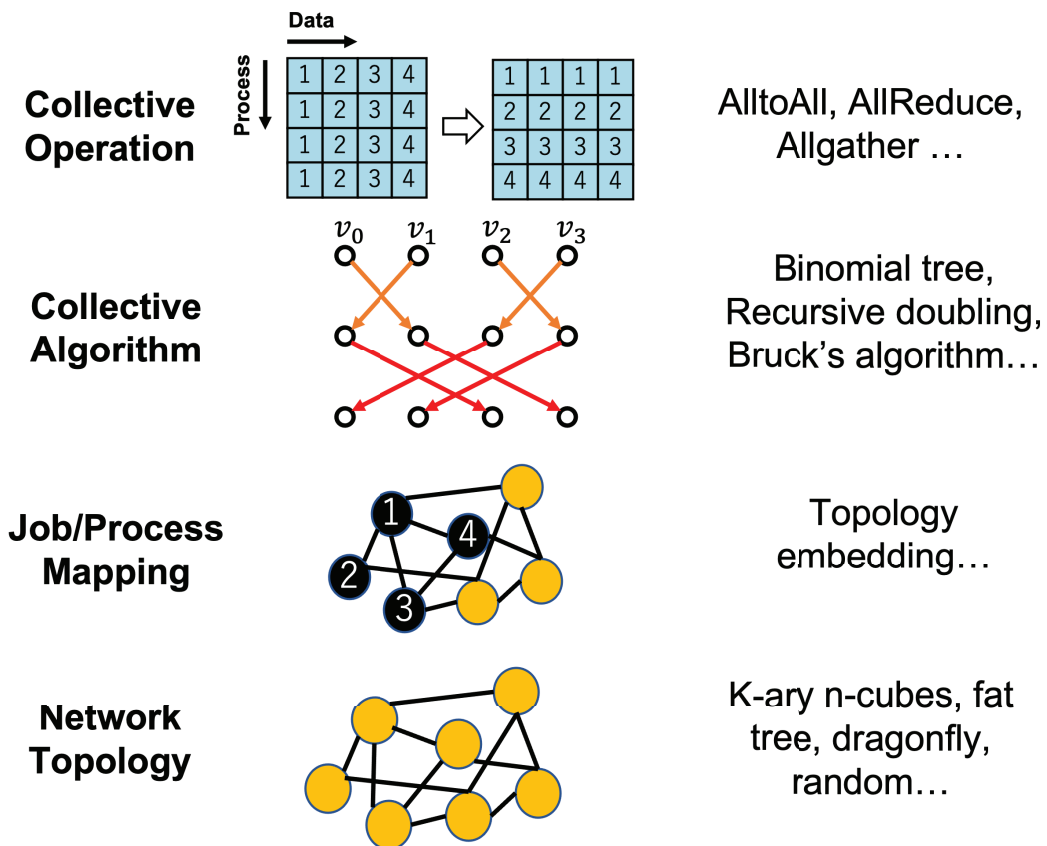 Data
Process
Collective
Operation
1 2 3 4
1 2 3 4
1 2 3 4
1 2 3 4
1 1 1 1
2 2 2 2
3 3 3 3
4 4 4 4
AlltoAll, AllReduce,
Allgather …
Collective
Algorithm
v0 v1 v2 v3
Binomial tree,
Recursive doubling,
Bruck's algorithm…
Job/Process
Mapping
1
4
2
3
Topology
embedding…
Network
Topology
K-ary n-cubes, fat
tree, dragonfly,
random…